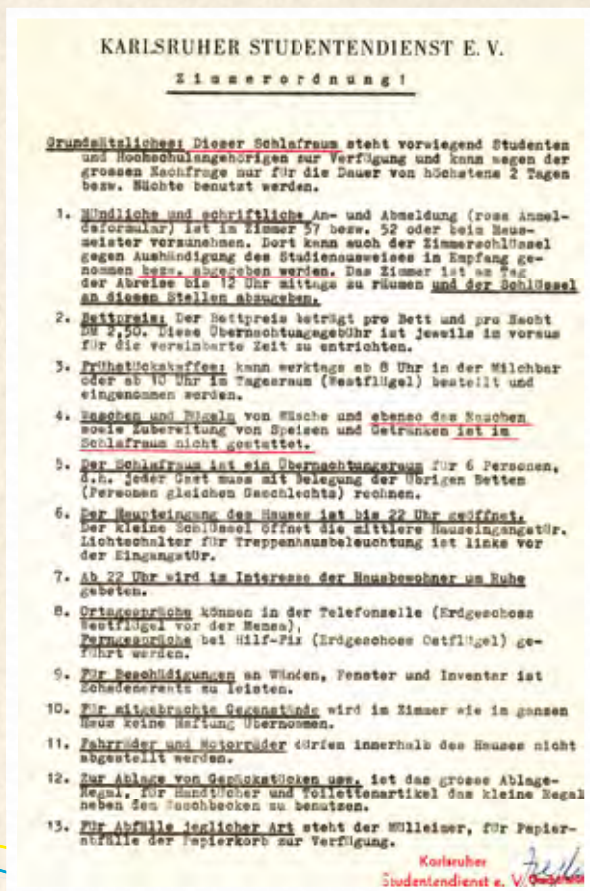 KARLSRUHER STUDENTENDIENST E. V.
Zimmerordnung!
Grundsätzliches: Dieser Schlafraum steht vorwiegend Studenten
und Hochschulangehörigen zur Verfügung und kann wegen der
grossen Nachfrage nur für die Dauer von höchstens 2 Tagen
bezw. Nächte benutzt werden.
1. Mündliche und schriftliche An- und Abmeldung (rosa Anmel-
deformular) ist im Zimmer 57 bezw. 52 oder beim Haus-
meister vorzunehmen. Dort kann auch der Zimmerschlüssel
gegen Aushändigung des Studienausweises in Empfang ge-
nommen bezw. abgegeben werden. Das Zimmer ist am Tag
der Abreise bis 12 Uhr mittags zu räumen und der Schlüssel
an diesen Stellen abzugeben.
2. Bettpreis: Der Bettpreis beträgt pro Bett und pro Nacht
DM 2,50. Diese Übernachtungsgebühr ist jeweils im voraus
für die vereinbarte Zeit zu entrichten.
3. Frühstückskaffee: kann werktags ab 8 Uhr in der Milchbar
oder ab 10 Uhr im Tagesraum (Westflügel) bestellt und
eingenommen werden.
4. Waschen und Bügeln von Wäsche und ebenso das Rauchen
sowie Zubereitung von Speisen und Getränken ist im
Schlafraum nicht gestattet.
5. Der Schlafraum ist ein Übernachtungsraum für 6 Personen,
d.h. jeder Gast muss mit Belegung der übrigen Betten
(Personen gleichen Geschlechts) rechnen.
6. Der Haupteingang des Hauses ist bis 22 Uhr geöffnet.
Der kleine Schlüssel öffnet die mittlere Hauseingangstür.
Lichtschalter für Treppenhausbeleuchtung ist links vor
der Eingangstür.
7. Ab 22 Uhr wird im Interesse der Hausbewohner um Ruhe
gebeten.
8. Ortsgespräche können in der Telefonzelle (Erdgeschoss
Westflügel vor der Mensa),
Ferngespräche bei Hilf-Fix (Erdgeschoss Ostflügel) ge-
führt werden.
9. Für Beschädigungen an Wänden, Fenster und Inventar ist
Schadenersatz zu leisten.
10. Für mitgebrachte Gegenstände wird im Zimmer wie im ganzen
Haus keine Haftung übernommen.
11. Fahrräder und Motorräder dürfen innerhalb des Hauses nicht
abgestellt werden.
12. Zur Ablage von Gepäckstücken usw. ist das grosse Ablage-
Regal, für Handtücher und Toilettenartikel das kleine Regal
neben dem Waschbecken zu benutzen.
13. Für Abfälle jeglicher Art steht der Mülleimer, für Papier-
abfälle der Papierkorb zur Verfügung.
Karlsruher
Studentendienst e. V.